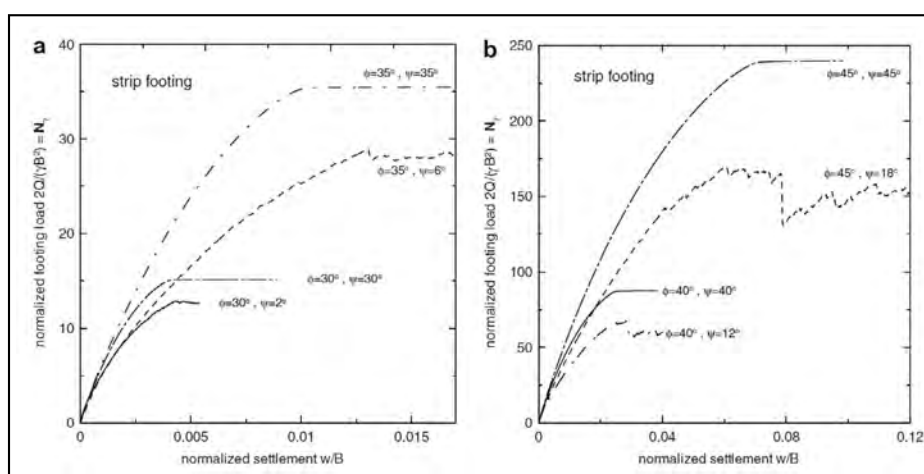 a
40
30
20
10
0
0
0.005
0.01
0.015
strip footing
ϕ=35°, ψ=35°
ϕ=35°, ψ=6°
ϕ=30°, ψ=30°
ϕ=30°, ψ=2°
normalized footing load 2Q/(γB²) = Nγ
normalized settlement w/B
b
250
200
150
100
50
0
0
0.04
0.08
0.12
strip footing
ϕ=45°, ψ=45°
ϕ=45°, ψ=18°
ϕ=40°, ψ=40°
ϕ=40°, ψ=12°
normalized footing load 2Q/(γB²) = Nγ
normalized settlement w/B